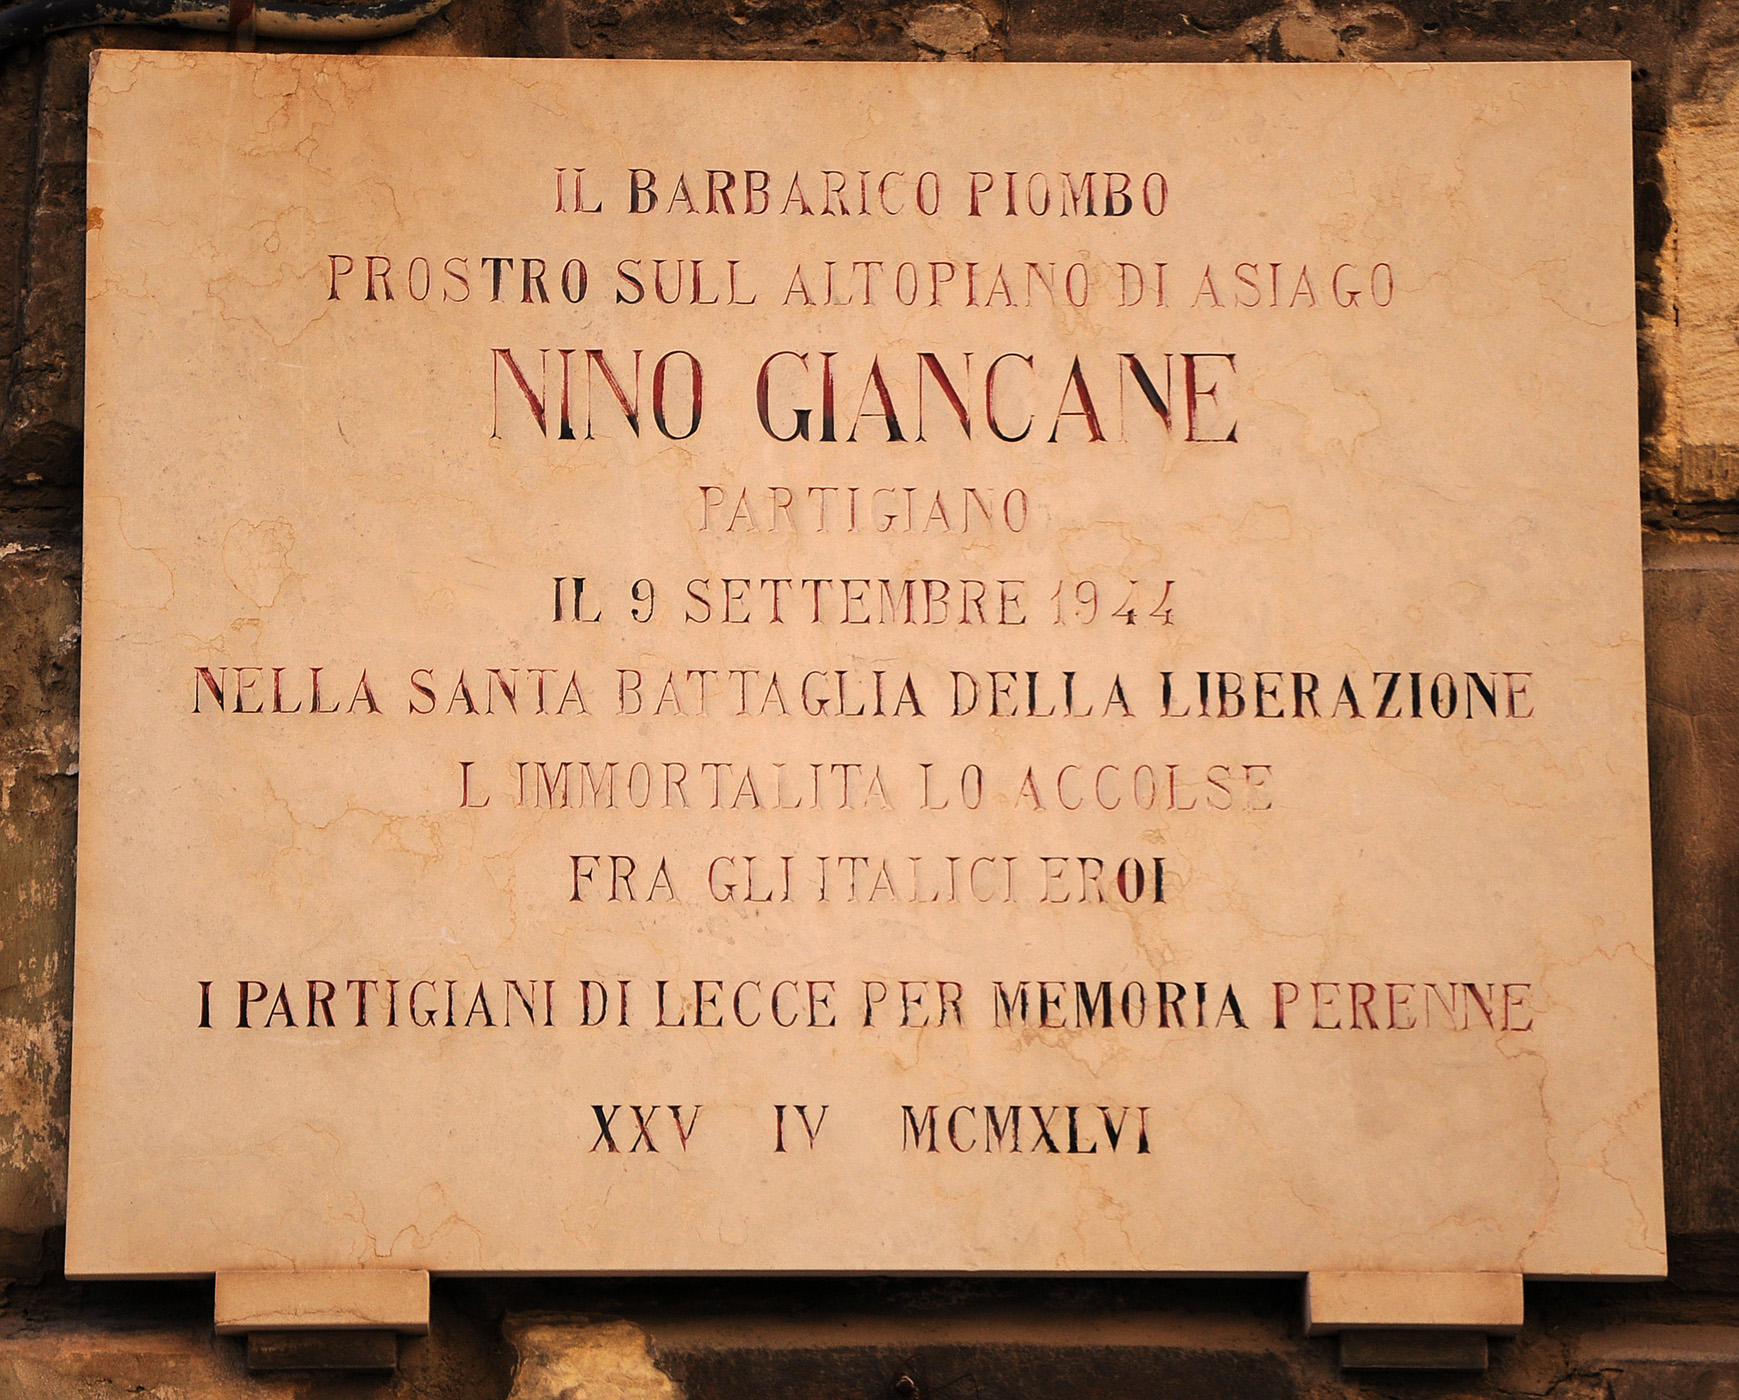 IL BARBARICO PIOMBO
PROSTRO SULL ALTOPIANO DI ASIAGO
NINO GIANCANE
PARTIGIANO
IL 9 SETTEMBRE 1944
NELLA SANTA BATTAGLIA DELLA LIBERAZIONE
L IMMORTALITA LO ACCOLSE
FRA GLI ITALICI EROI
I PARTIGIANI DI LECCE PER MEMORIA PERENNE
XXV IV MCMXLVI